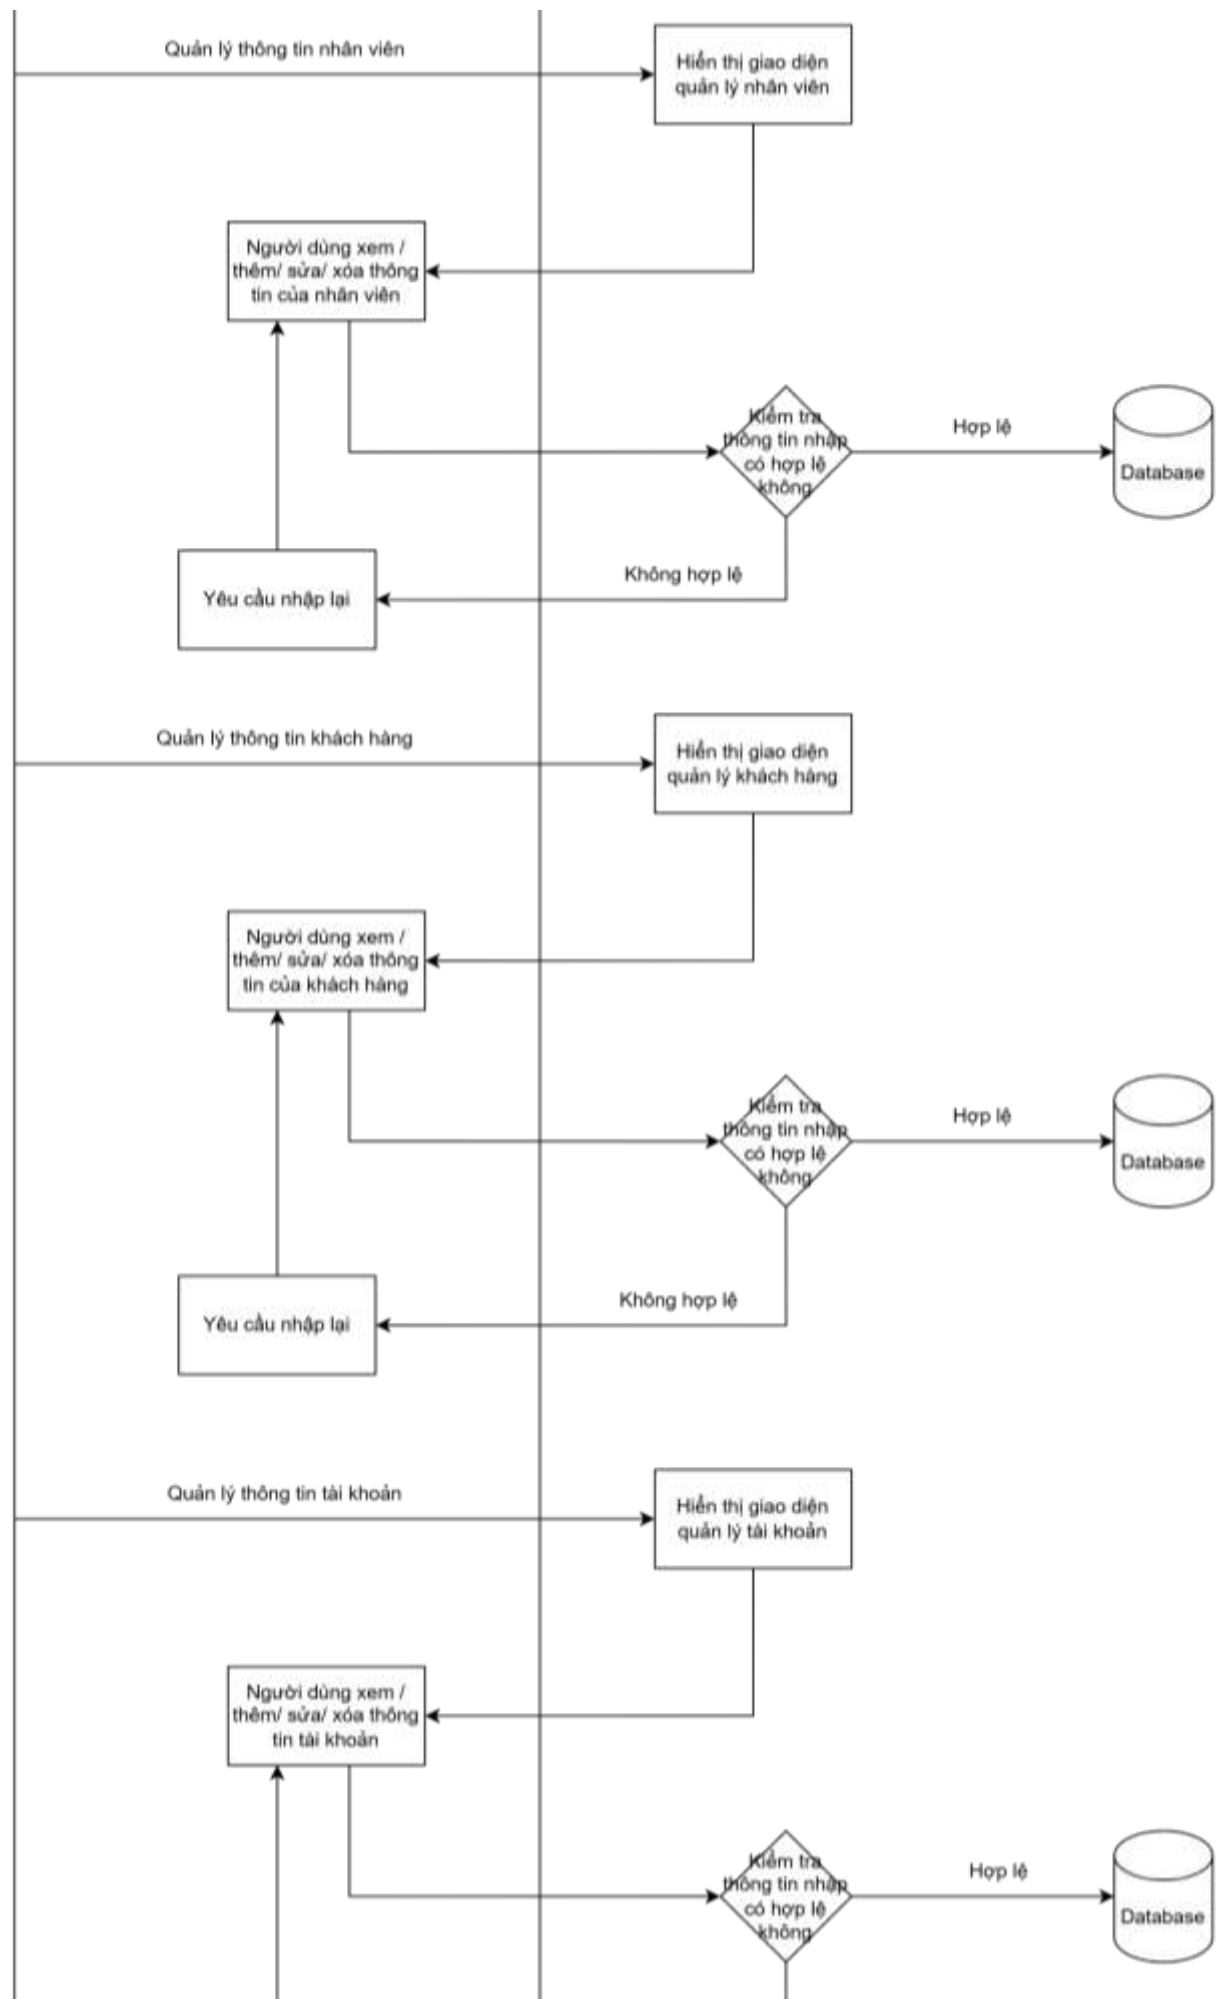 Quản lý thông tin nhân viên
Hiển thị giao diện
quản lý nhân viên
Người dùng xem /
thêm/ sửa/ xóa thông
tin của nhân viên
Kiểm tra
thông tin nhập
có hợp lệ
không
Hợp lệ
Database
Không hợp lệ
Yêu cầu nhập lại
Quản lý thông tin khách hàng
Hiển thị giao diện
quản lý khách hàng
Người dùng xem /
thêm/ sửa/ xóa thông
tin của khách hàng
Kiểm tra
thông tin nhập
có hợp lệ
không
Hợp lệ
Database
Không hợp lệ
Yêu cầu nhập lại
Quản lý thông tin tài khoản
Hiển thị giao diện
quản lý tài khoản
Người dùng xem /
thêm/ sửa/ xóa thông
tin tài khoản
Kiểm tra
thông tin nhập
có hợp lệ
không
Hợp lệ
Database